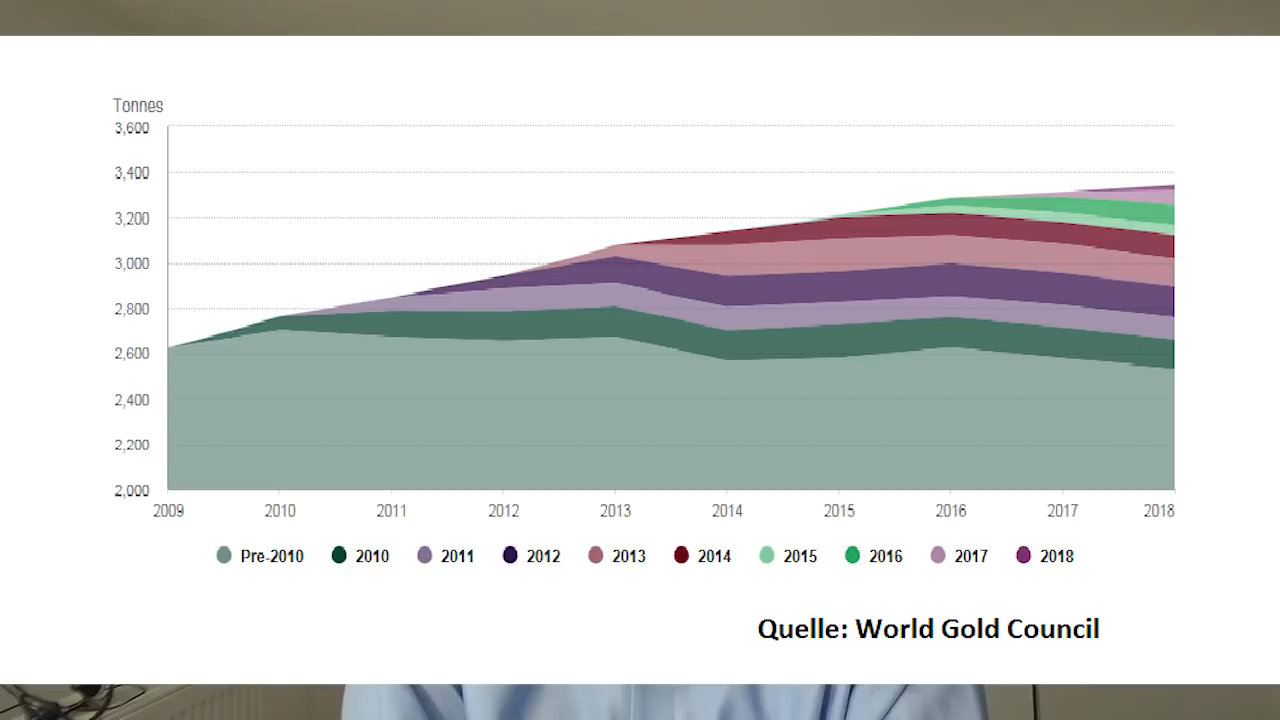 Tonnes
3,600
3,400
3,200
3,000
2,800
2,600
2,400
2,200
2,000
2009 2010 2011 2012 2013 2014 2015 2016 2017 2018
Pre-2010 2010 2011 2012 2013 2014 2015 2016 2017 2018
Quelle: World Gold Council